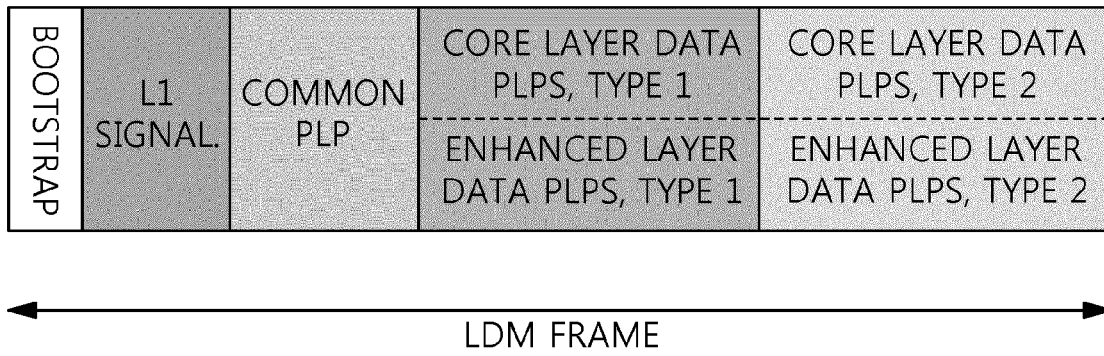 BOOTSTRAP
L1
SIGNAL.
COMMON
PLP
CORE LAYER DATA
PLPS, TYPE 1
ENHANCED LAYER
DATA PLPS, TYPE 1
CORE LAYER DATA
PLPS, TYPE 2
ENHANCED LAYER
DATA PLPS, TYPE 2
LDM FRAME